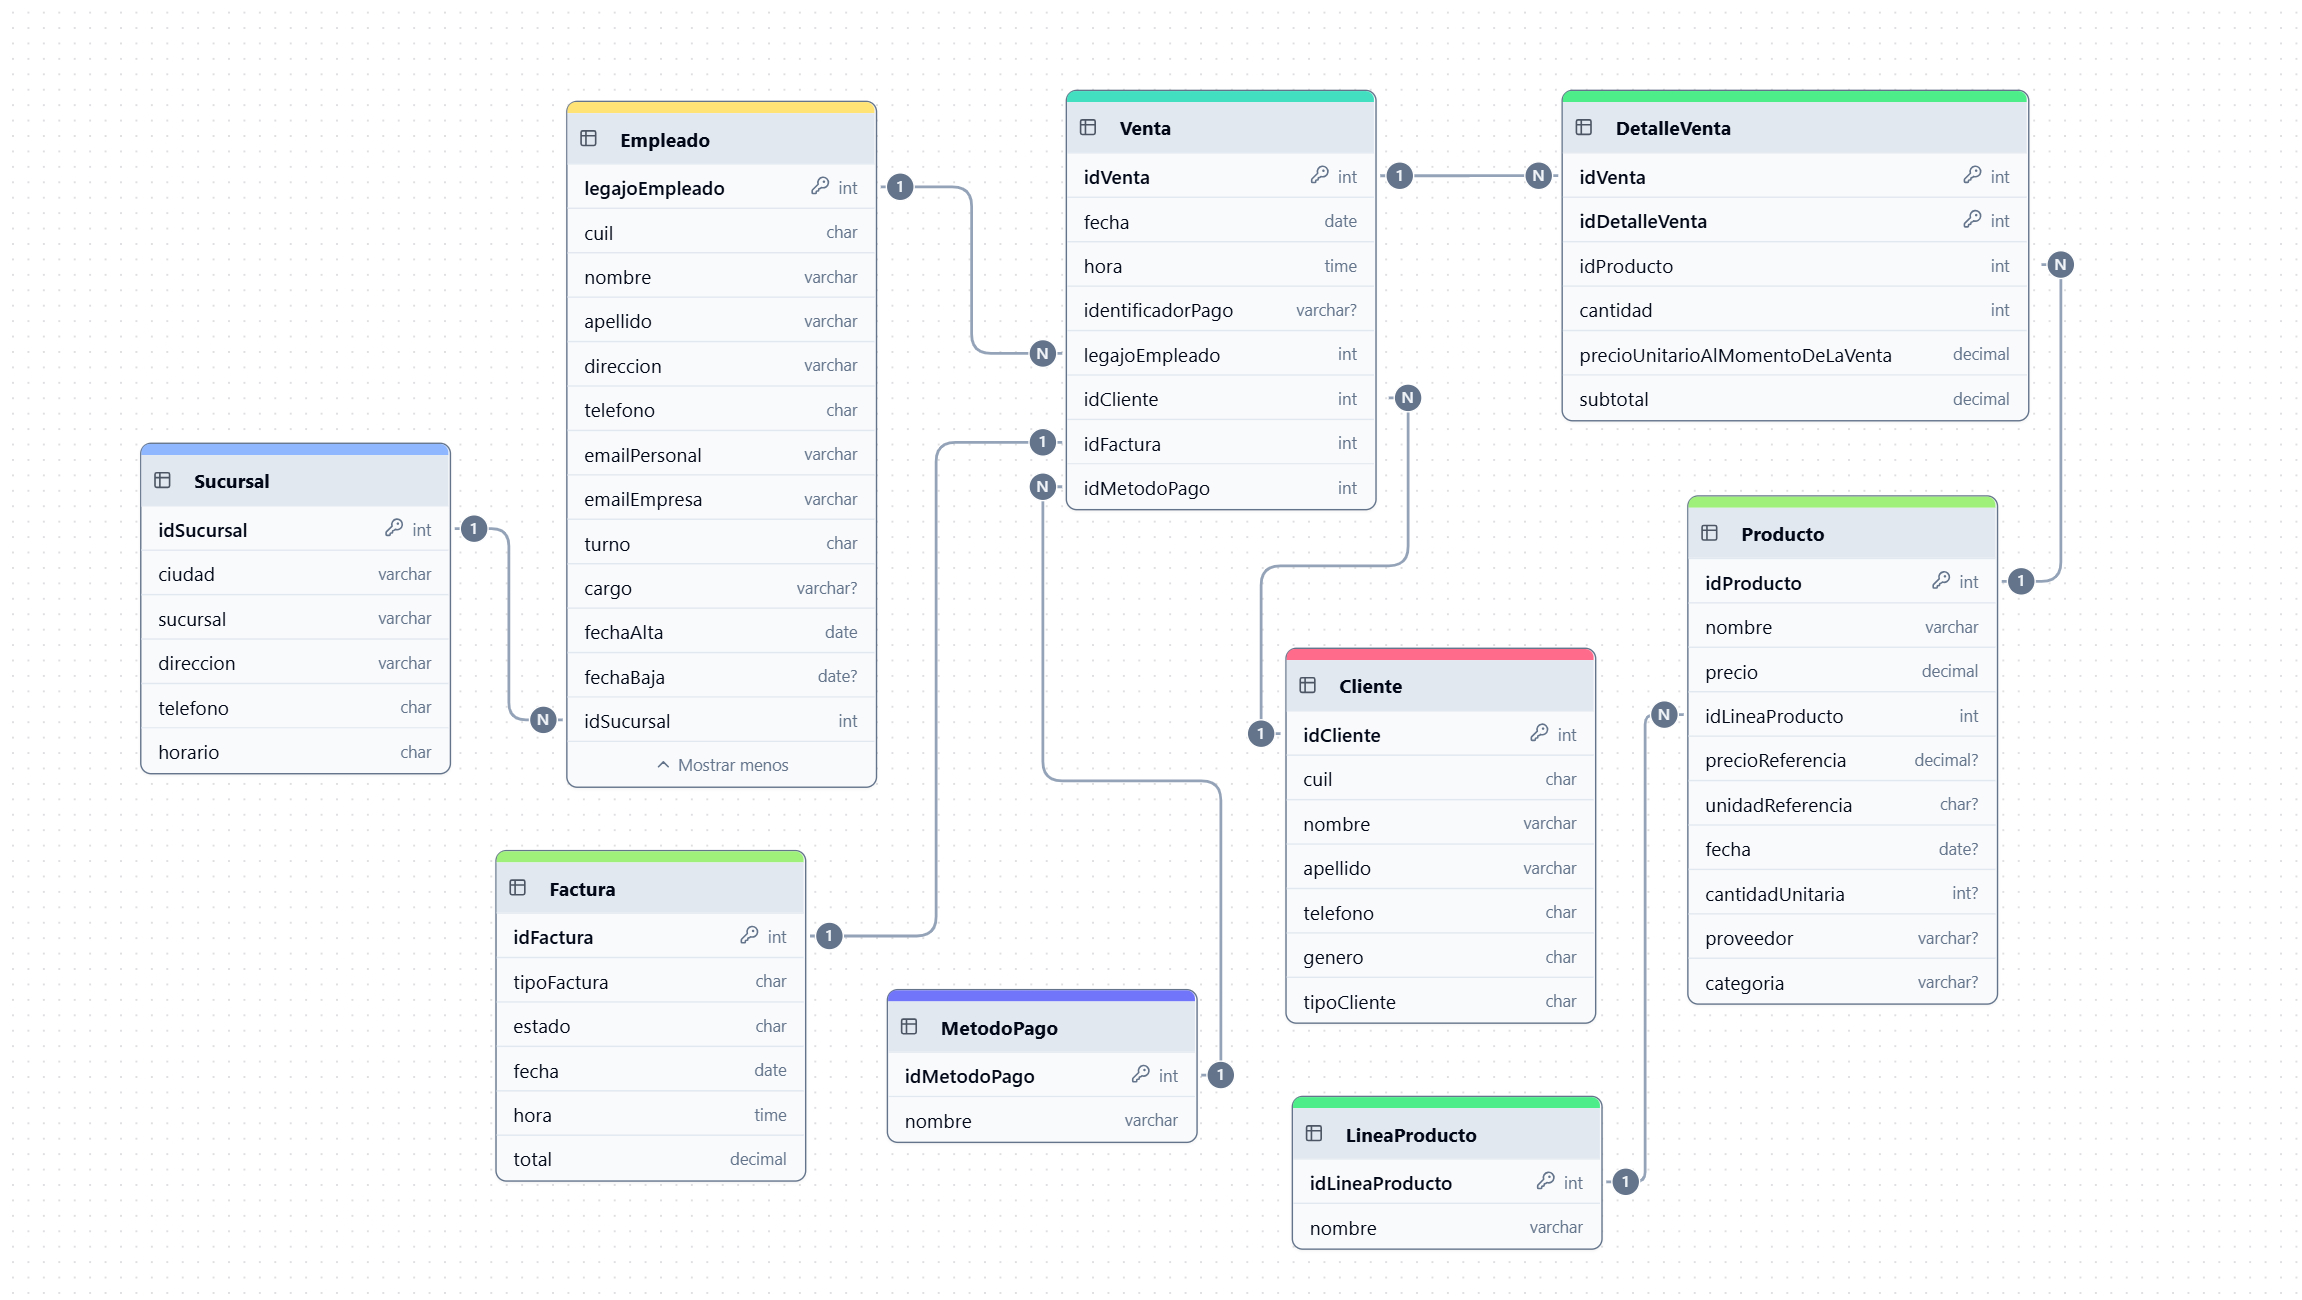 Empleado
legajoEmpleado int
cuil char
nombre varchar
apellido varchar
direccion varchar
telefono char
emailPersonal varchar
emailEmpresa varchar
turno char
cargo varchar?
fechaAlta date
fechaBaja date?
idSucursal int
Mostrar menos
Venta
idVenta int
fecha date
hora time
identificadorPago varchar?
legajoEmpleado int
idCliente int
idFactura int
idMetodoPago int
DetalleVenta
idVenta int
idDetalleVenta int
idProducto int
cantidad int
precioUnitarioAlMomentoDeLaVenta decimal
subtotal decimal
Sucursal
idSucursal int
ciudad varchar
sucursal varchar
direccion varchar
telefono char
horario char
Producto
idProducto int
nombre varchar
precio decimal
idLineaProducto int
precioReferencia decimal?
unidadReferencia char?
fecha date?
cantidadUnitaria int?
proveedor varchar?
categoria varchar?
Cliente
idCliente int
cuil char
nombre varchar
apellido varchar
telefono char
genero char
tipoCliente char
Factura
idFactura int
tipoFactura char
estado char
fecha date
hora time
total decimal
MetodoPago
idMetodoPago int
nombre varchar
LineaProducto
idLineaProducto int
nombre varchar
1
N
1
N
1
N
N
1
1
1
N
1
N
1
N
1